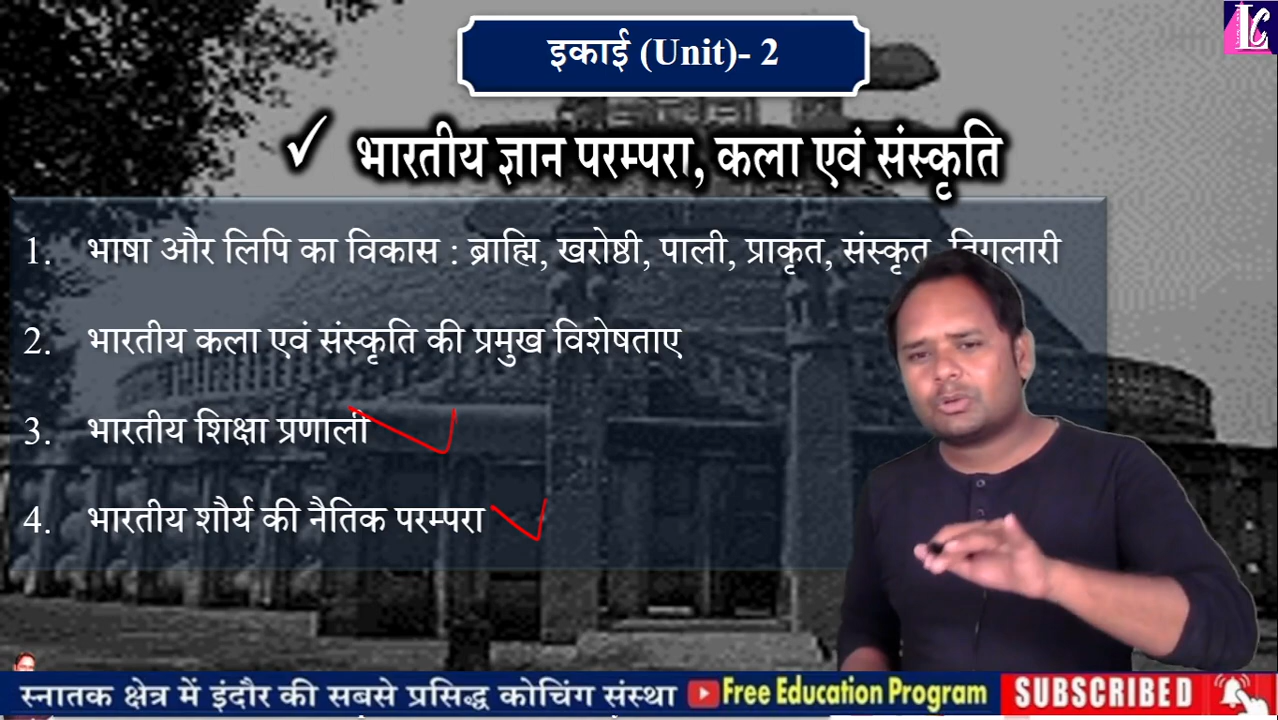 LC
इकाई (Unit)- 2
✓ भारतीय ज्ञान परम्परा, कला एवं संस्कृति
1. भाषा और लिपि का विकास : ब्राह्मि, खरोष्ठी, पाली, प्राकृत, संस्कृत,
2. भारतीय कला एवं संस्कृति की प्रमुख विशेषताए
3. भारतीय शिक्षा प्रणाली
4. भारतीय शौर्य की नैतिक परम्परा
स्नातक क्षेत्र में इंदौर की सबसे प्रसिद्ध कोचिंग संस्था Free Education Program SUBSCRIBED